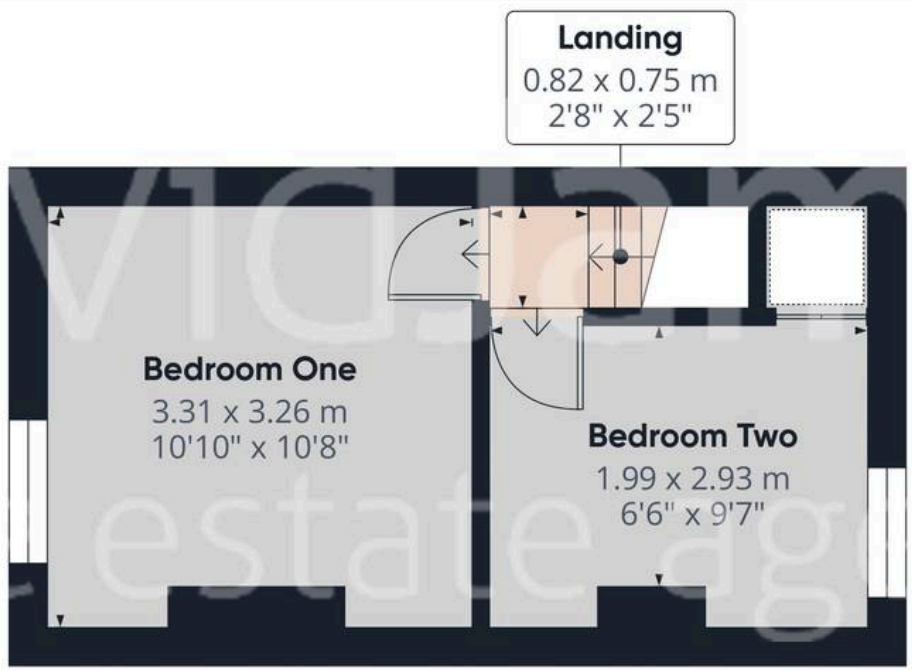 Landing
0.82 x 0.75 m
2'8" x 2'5"
Bedroom One
3.31 x 3.26 m
10'10" x 10'8"
Bedroom Two
1.99 x 2.93 m
6'6" x 9'7"
estate